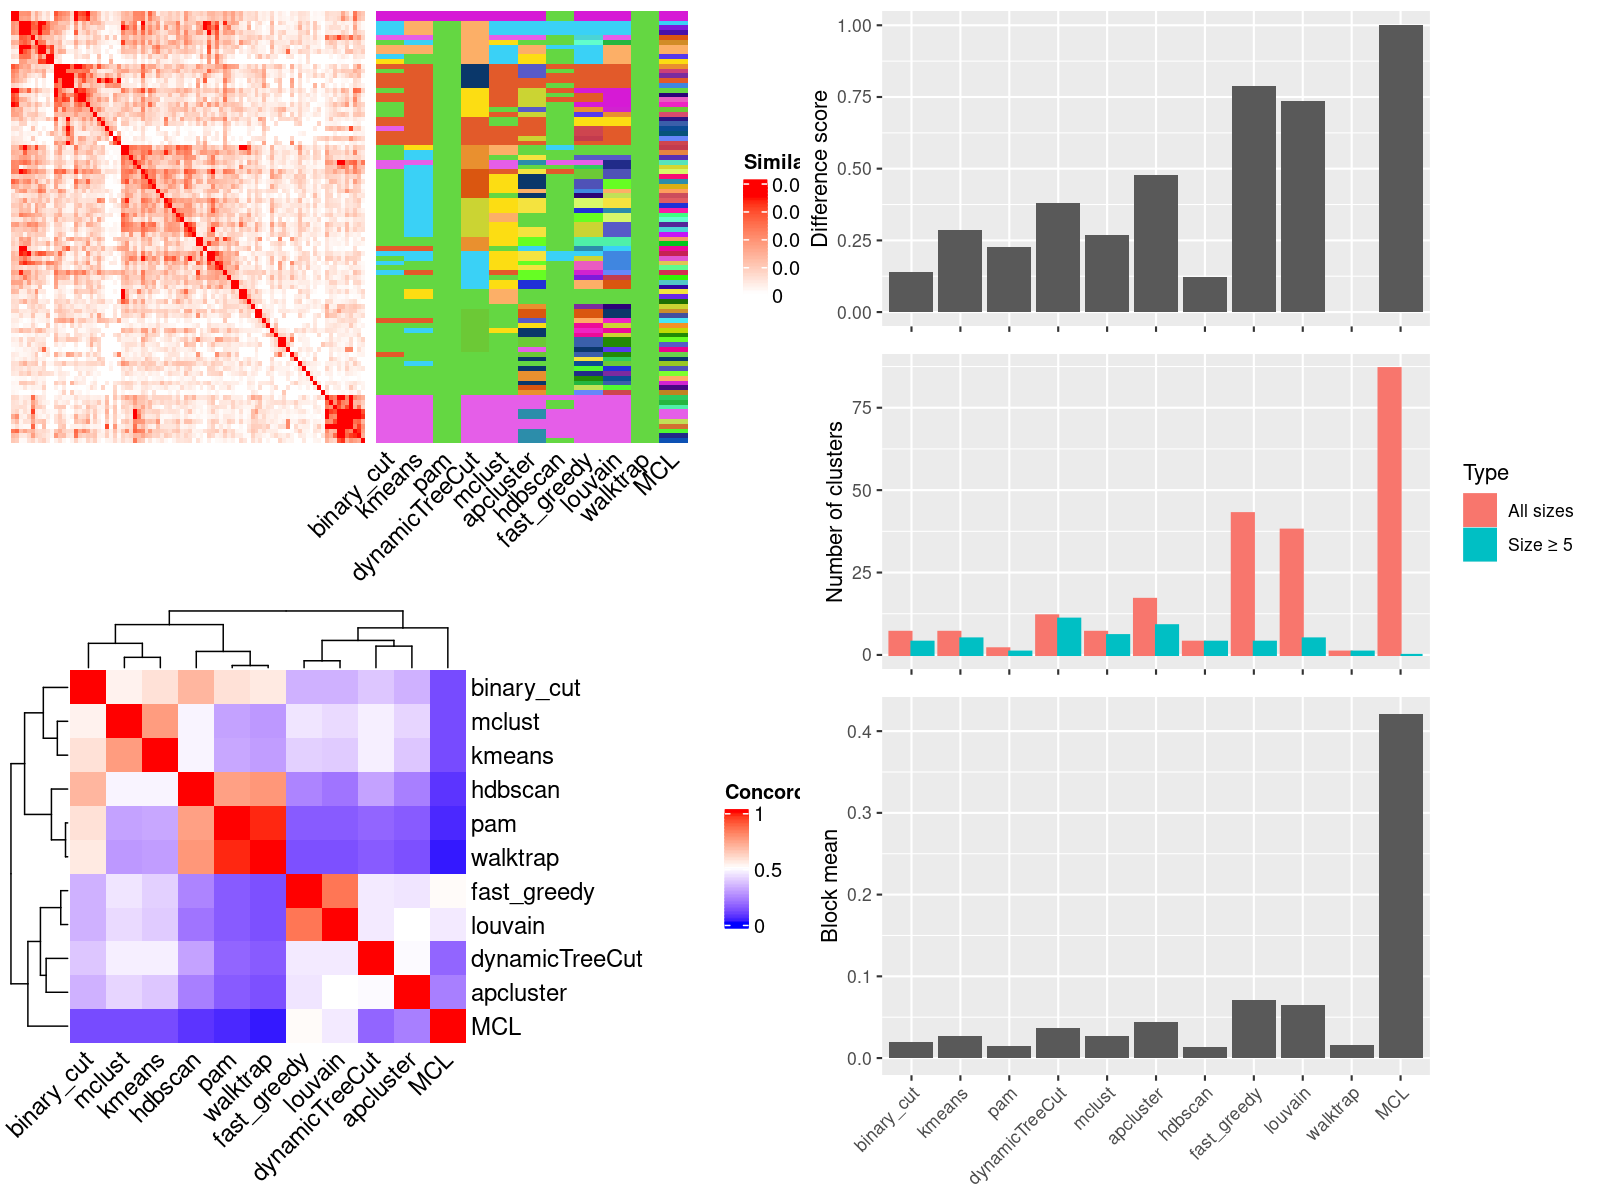 Simila
0.0
0.0
0.0
0.0
0
binary_cut
kmeans
pam
dynamicTreeCut
mclust
apcluster
hdbscan
fast_greedy
louvain
walktrap
MCL
binary_cut
mclust
kmeans
hdbscan
pam
walktrap
fast_greedy
louvain
dynamicTreeCut
apcluster
MCL
binary_cut
mclust
kmeans
hdbscan
pam
walktrap
fast_greedy
louvain
dynamicTreeCut
apcluster
MCL
Concord
1
0.5
0
Difference score
1.00
0.75
0.50
0.25
0.00
Number of clusters
75
50
25
0
Type
All sizes
Size ≥ 5
Block mean
0.4
0.3
0.2
0.1
0.0
binary_cut
kmeans
pam
dynamicTreeCut
mclust
apcluster
hdbscan
fast_greedy
louvain
walktrap
MCL